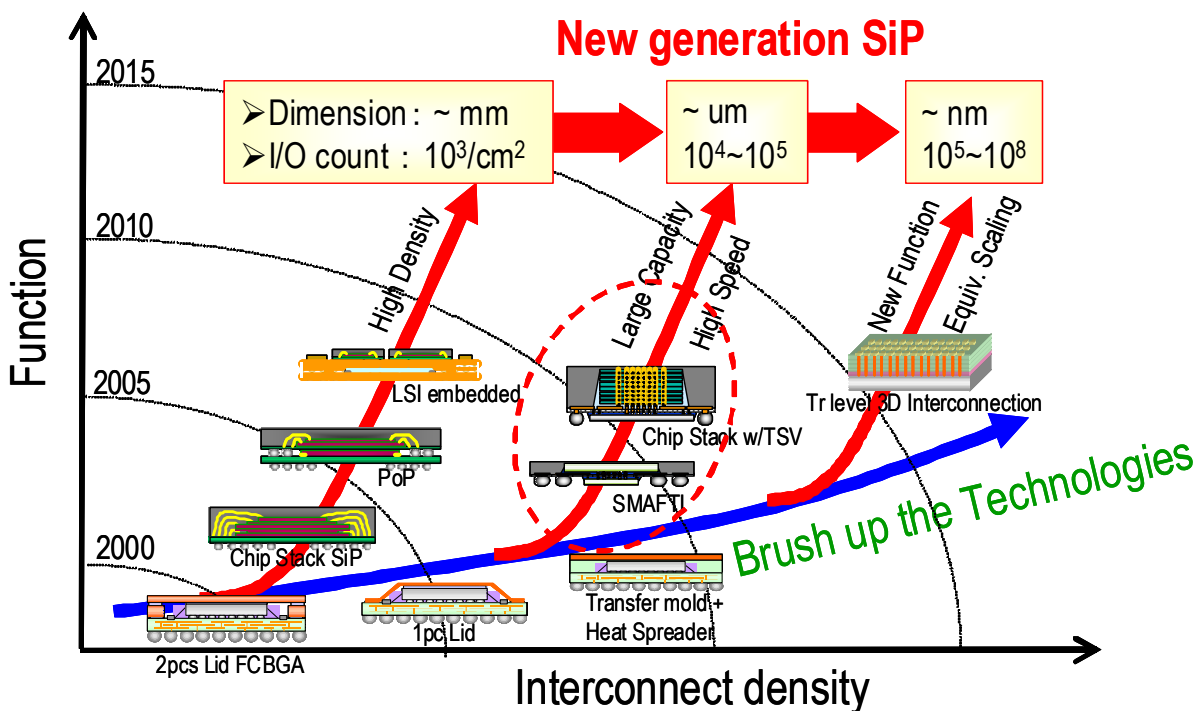 New generation SiP
2015
➢Dimension : ~ mm
➢I/O count : 10³/cm²
~ um
10⁴~10⁵
~ nm
10⁵~10⁸
High Density
Large Capacity
High Speed
New Function
Equiv. Scaling
2010
Function
LSI embedded
2005
Chip Stack w/TSV
Tr level 3D Interconnection
PoP
SMAFTI
Brush up the Technologies
2000
Chip Stack SiP
Transfer mold +
Heat Spreader
1pc Lid
2pcs Lid FCBGA
Interconnect density